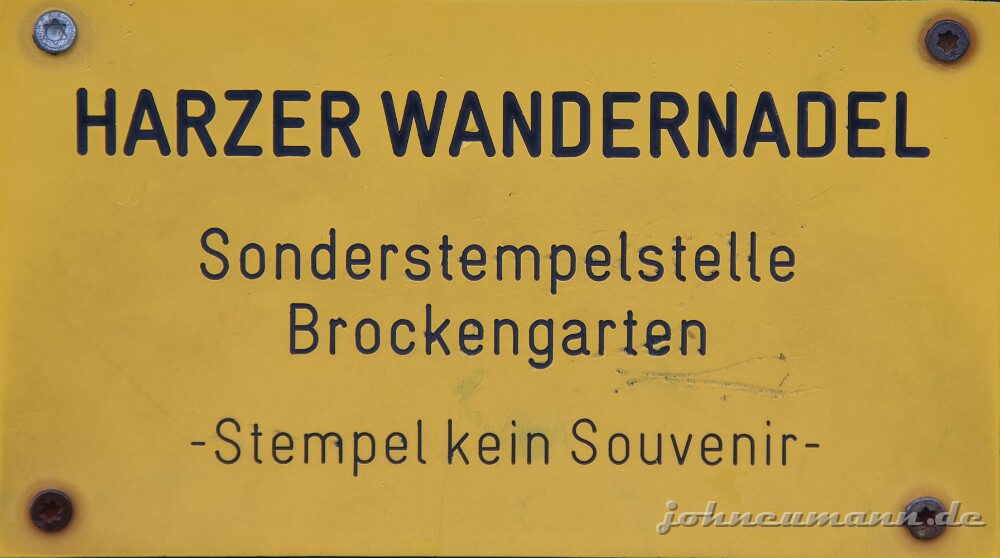 HARZER WANDERNADEL
Sonderstempelstelle
Brockengarten
-Stempel kein Souvenir-
johneumann.de